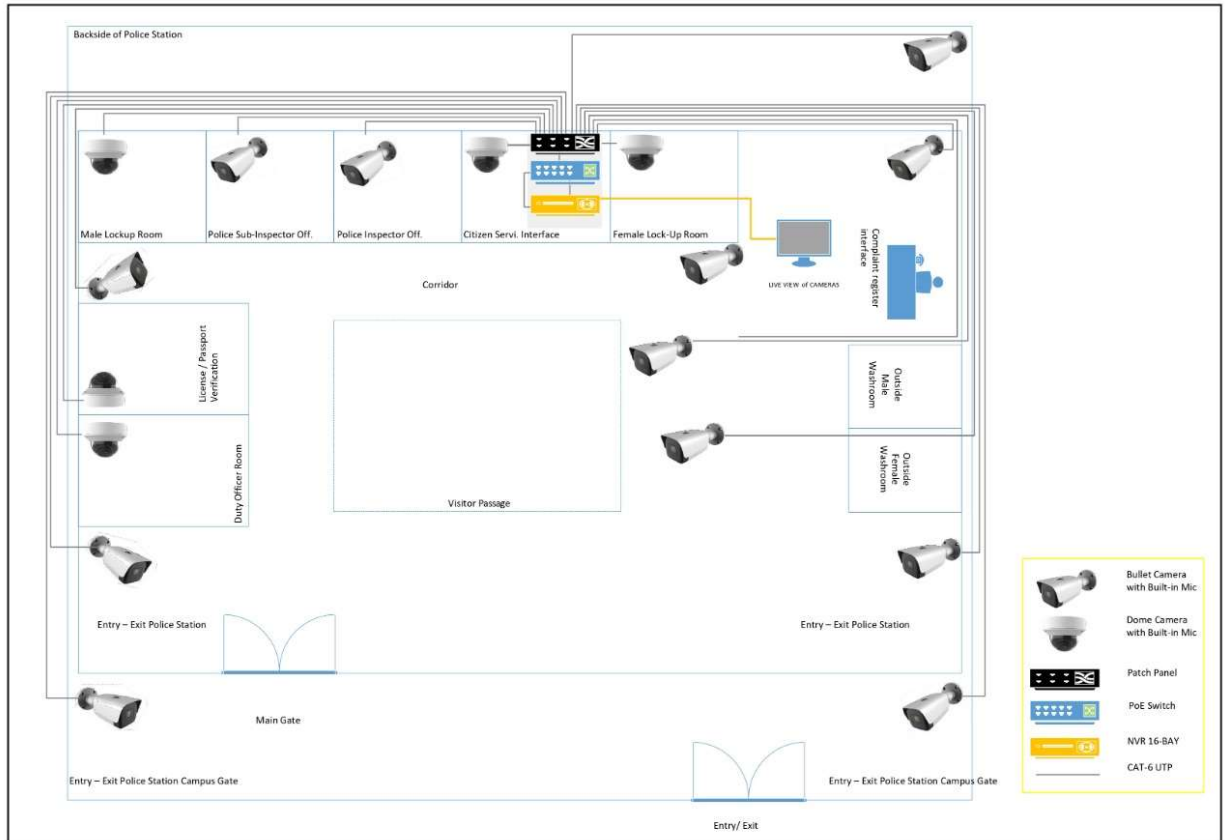 Backside of Police Station
Male Lockup Room
Police Sub-Inspector Off.
Police Inspector Off.
Citizen Servi. Interface
Female Lock-Up Room
Complaint register
interface
LIVE VIEW of CAMERAS
Corridor
License / Passport
Verification
Outside
Male
Washroom
Duty Officer Room
Outside
Female
Washroom
Visitor Passage
Entry – Exit Police Station
Entry – Exit Police Station
Main Gate
Entry – Exit Police Station Campus Gate
Entry – Exit Police Station Campus Gate
Entry/ Exit
Bullet Camera
with Built-in Mic
Dome Camera
with Built-in Mic
Patch Panel
PoE Switch
NVR 16-BAY
CAT-6 UTP